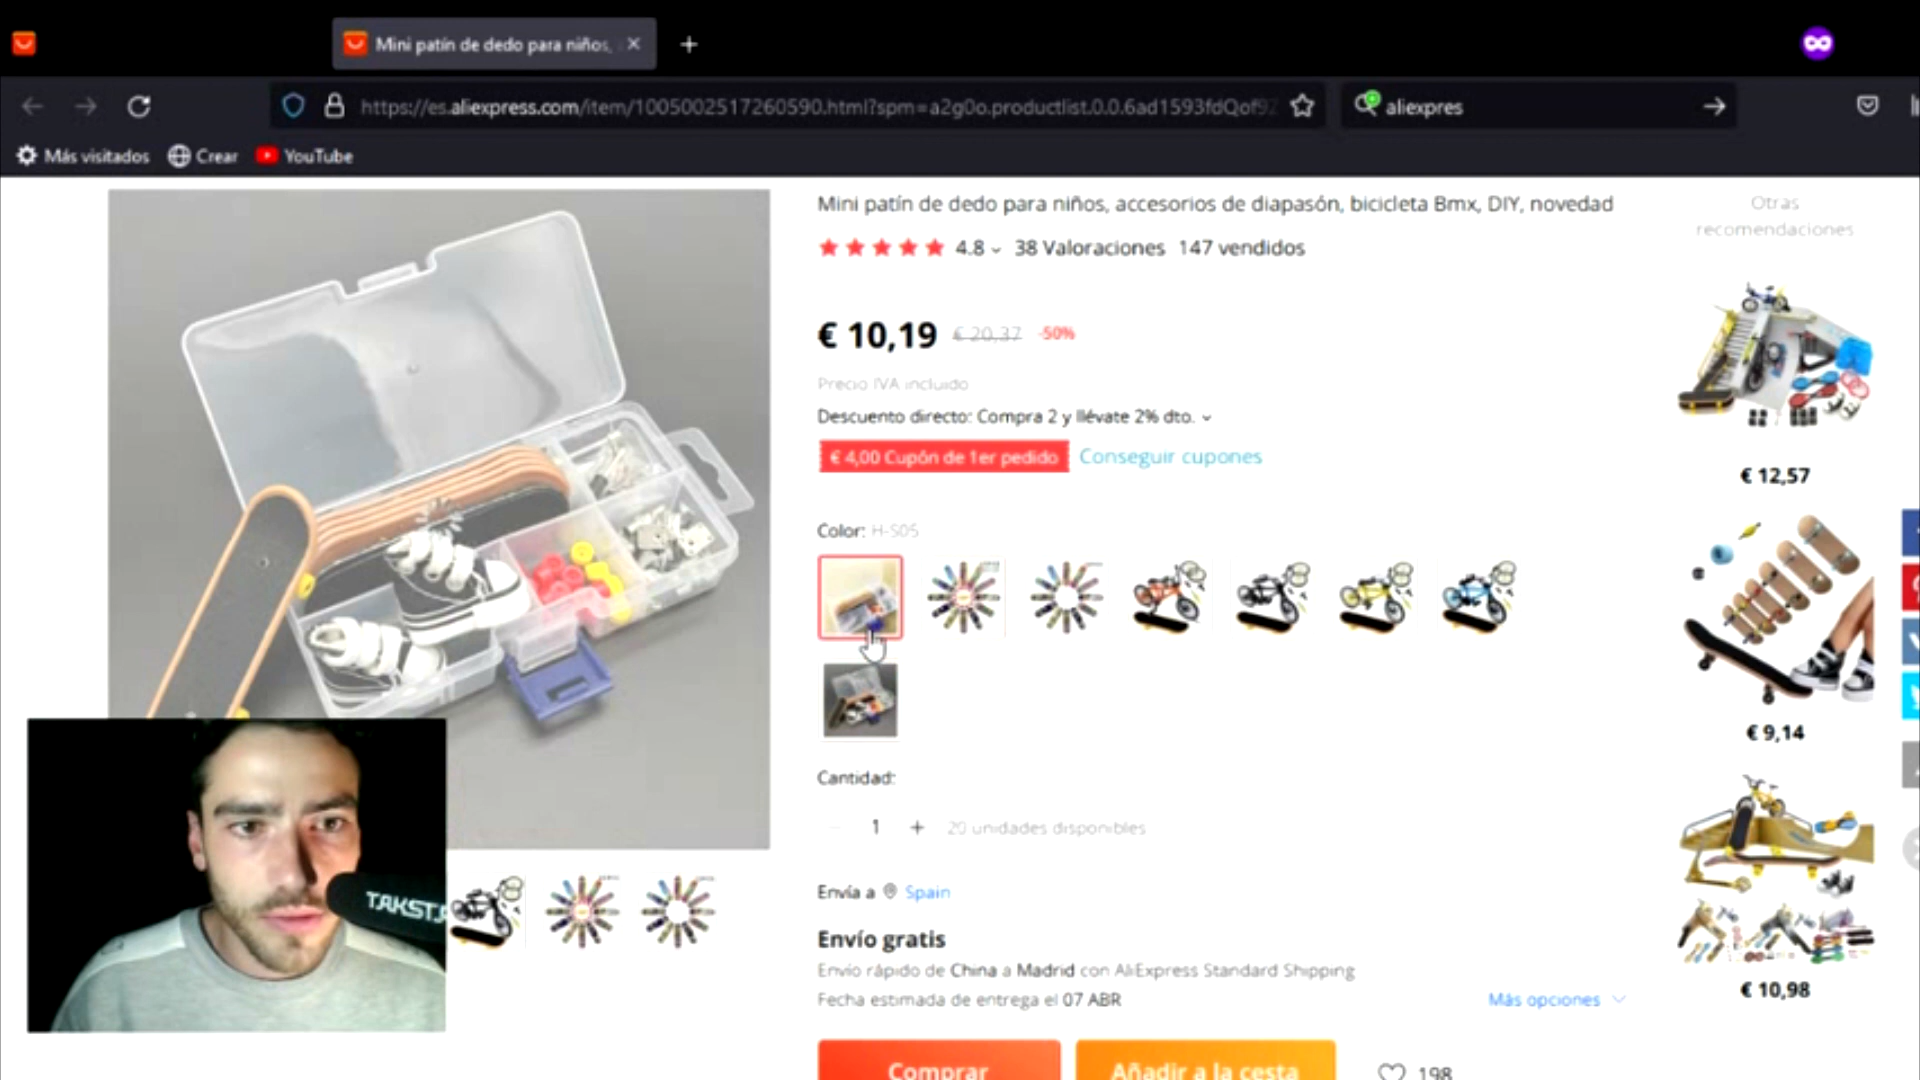 Mini patín de dedo para niños,
https://es.aliexpress.com/item/1005002517260590.html?spm=a2g0o.productlist.0.0.6ad1593fdQof9
aliexpres
Más visitados
Crear
YouTube
Mini patín de dedo para niños, accesorios de diapasón, bicicleta Bmx, DIY, novedad
4.8 38 Valoraciones 147 vendidos
€ 10,19 € 20,37 -50%
Precio IVA incluido
Descuento directo: Compra 2 y llévate 2% dto.
€ 4,00 Cupón de 1er pedido Conseguir cupones
Color: H-S05
Cantidad:
1 + 20 unidades disponibles
Envía a Spain
Envío gratis
Envío rápido de China a Madrid con AliExpress Standard Shipping
Fecha estimada de entrega el 07 ABR
Más opciones
Comprar
Añadir a la cesta
198
Otras
recomendaciones
€ 12,57
€ 9,14
€ 10,98
TAKST